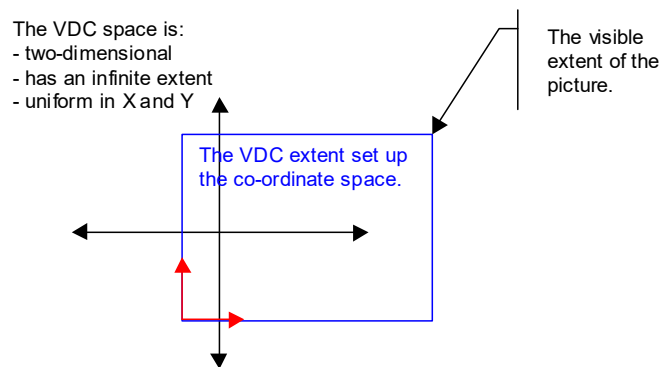 The VDC space is:
- two-dimensional
- has an infinite extent
- uniform in X and Y
The visible
extent of the
picture.
The VDC extent set up
the co-ordinate space.